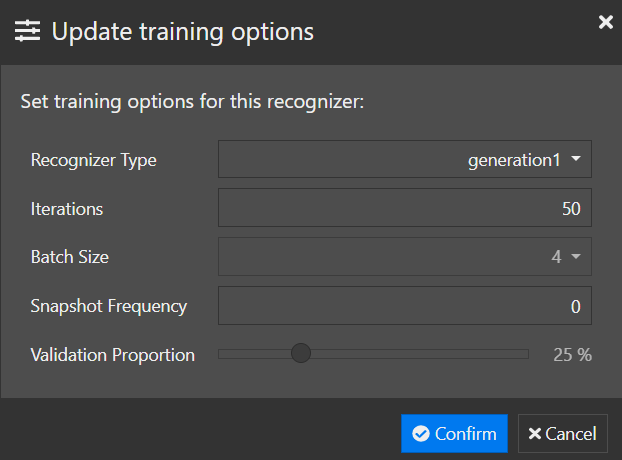 Update training options
Set training options for this recognizer:
Recognizer Type generation1
Iterations 50
Batch Size 4
Snapshot Frequency 0
Validation Proportion 25 %
Confirm Cancel